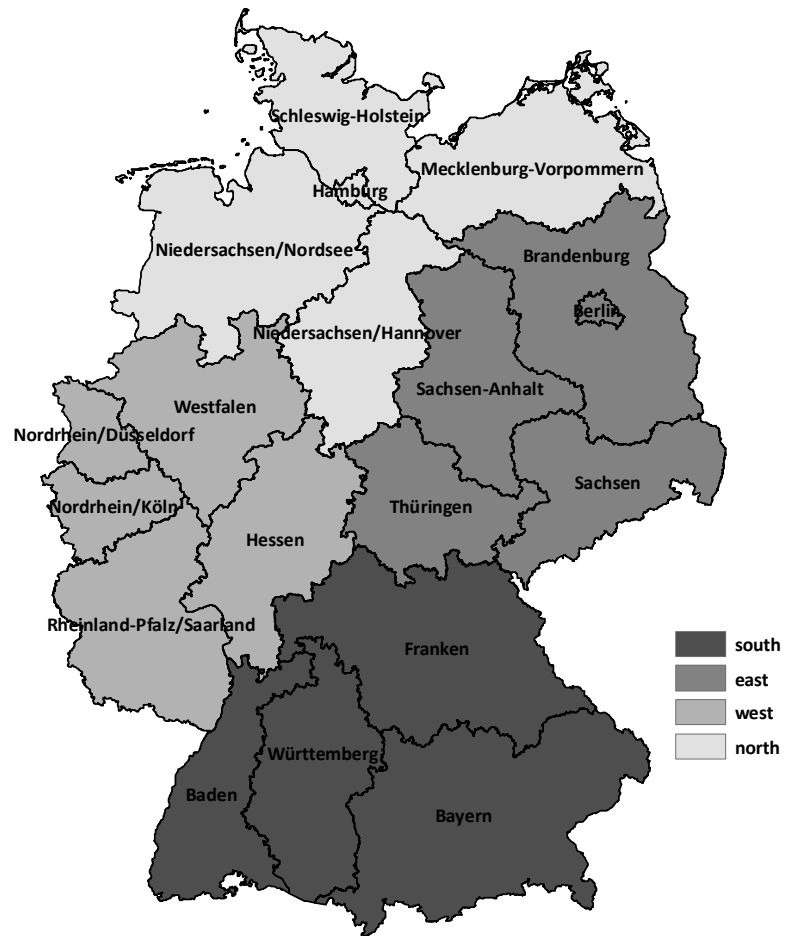 Schleswig-Holstein
Mecklenburg-Vorpommern
Hamburg
Niedersachsen/Nordsee
Brandenburg
Berlin
Niedersachsen/Hannover
Sachsen-Anhalt
Westfalen
Nordrhein/Düsseldorf
Sachsen
Nordrhein/Köln
Thüringen
Hessen
Rheinland-Pfalz/Saarland
Franken
Württemberg
Baden
Bayern
south
east
west
north